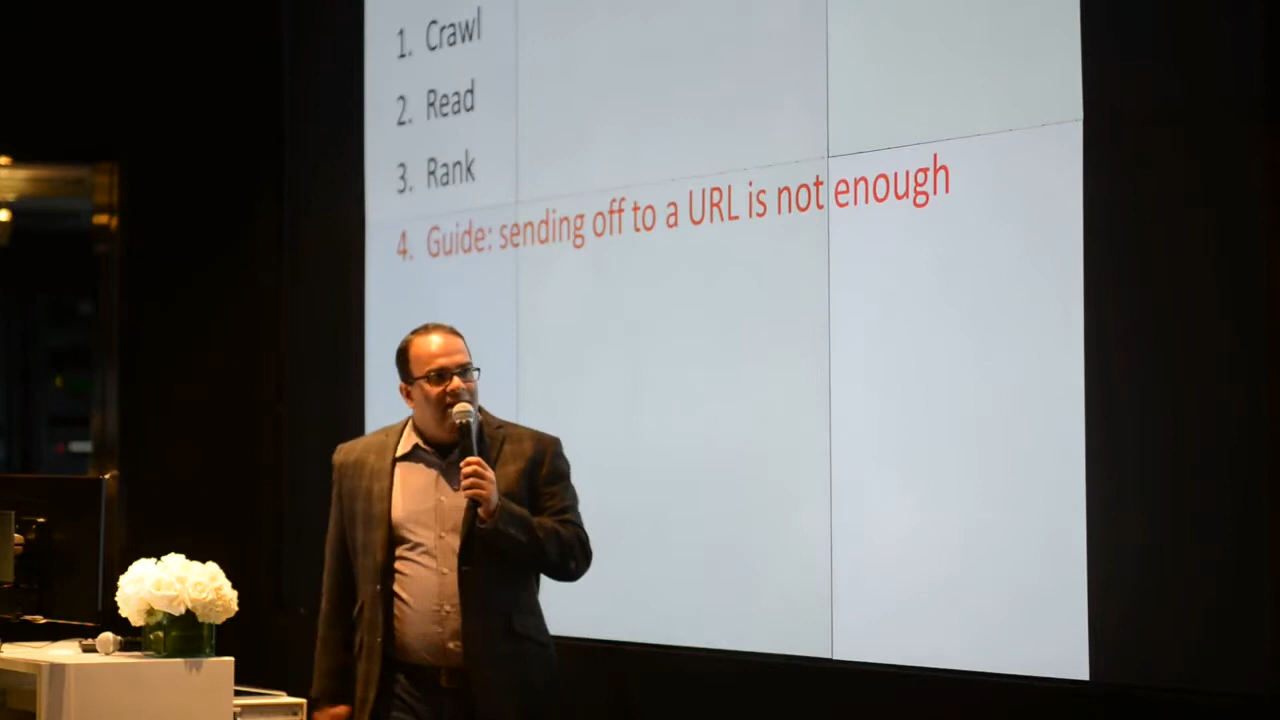 1. Crawl
2. Read
3. Rank
4. Guide: sending off to a URL is not enough